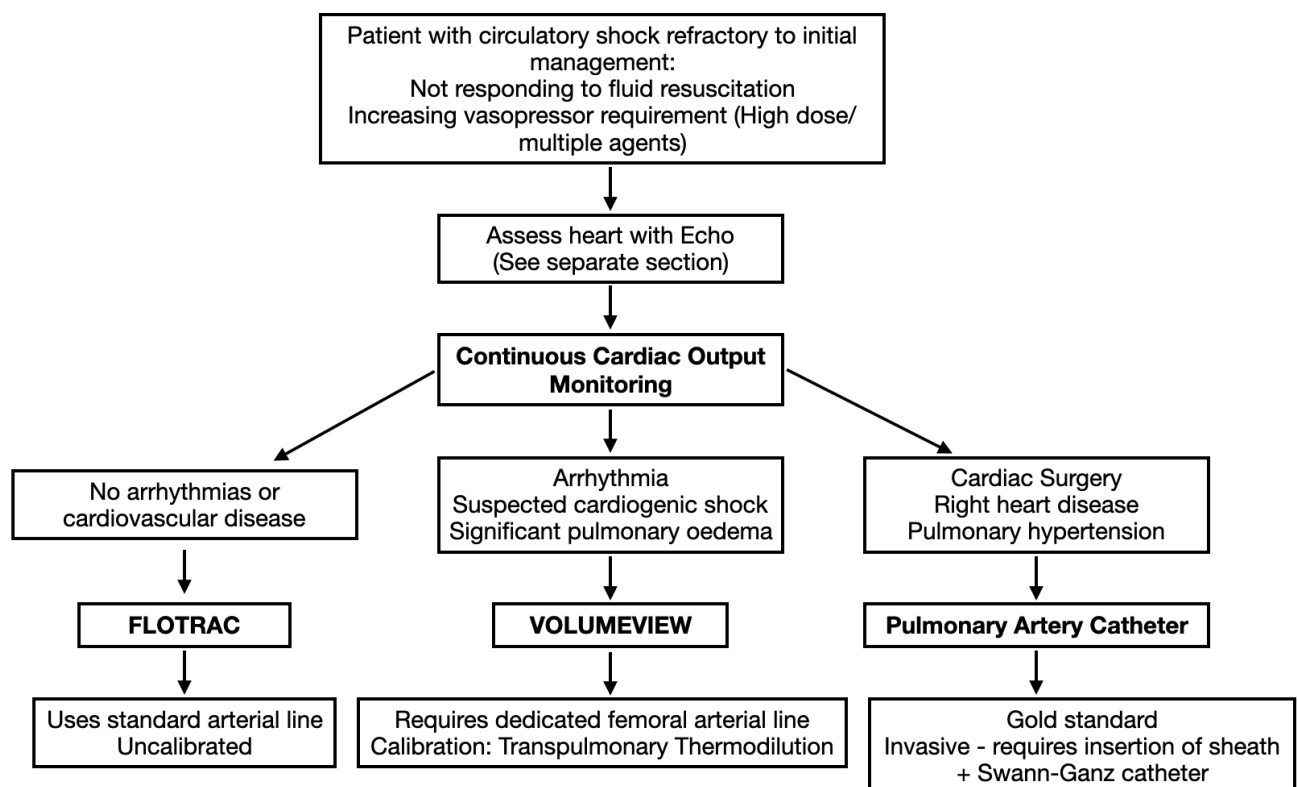 Patient with circulatory shock refractory to initial
management:
Not responding to fluid resuscitation
Increasing vasopressor requirement (High dose/
multiple agents)
Assess heart with Echo
(See separate section)
Continuous Cardiac Output
Monitoring
No arrhythmias or
cardiovascular disease
Arrhythmia
Suspected cardiogenic shock
Significant pulmonary oedema
Cardiac Surgery
Right heart disease
Pulmonary hypertension
FLOTRAC
VOLUMEVIEW
Pulmonary Artery Catheter
Uses standard arterial line
Uncalibrated
Requires dedicated femoral arterial line
Calibration: Transpulmonary Thermodilution
Gold standard
Invasive - requires insertion of sheath
+ Swann-Ganz catheter